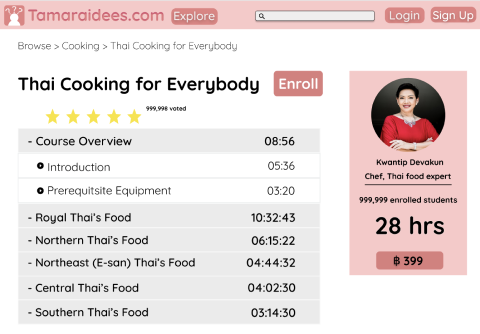 Tamaraidees.com Explore Login Sign Up
Browse > Cooking > Thai Cooking for Everybody
Thai Cooking for Everybody Enroll
999,998 voted
- Course Overview 08:56
Introduction 05:36
Prerequitsite Equipment 03:20
- Royal Thai's Food 10:32:43
- Northern Thai's Food 06:15:22
- Northeast (E-san) Thai's Food 04:44:32
- Central Thai's Food 04:02:30
- Southern Thai's Food 03:14:30
Kwantip Devakun
Chef, Thai food expert
999,999 enrolled students
28 hrs
฿ 399